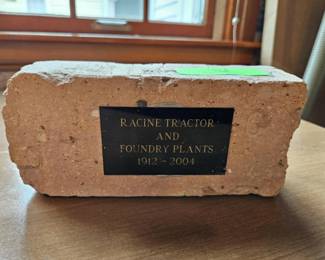 RACINE TRACTOR
AND
FOUNDRY PLANTS
1912 - 2004